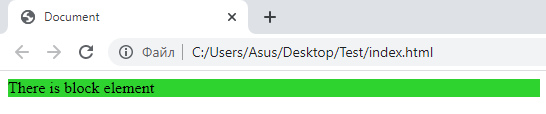 Document
Файл
C:/Users/Asus/Desktop/Test/index.html
There is block element